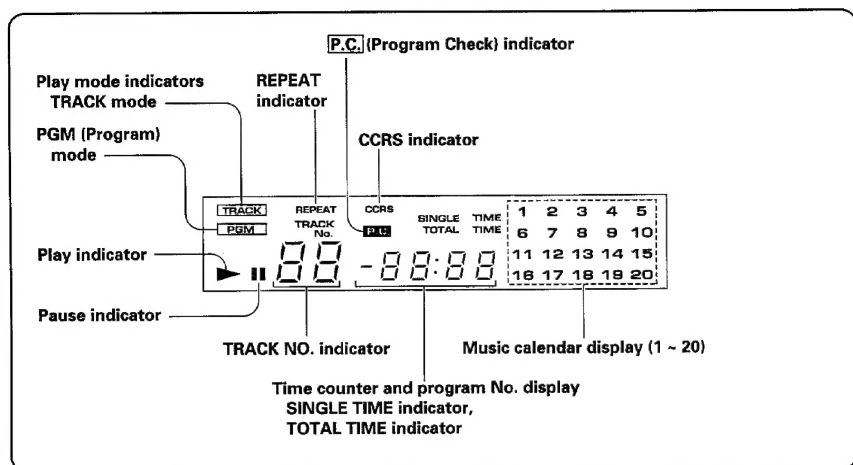 P.C. (Program Check) indicator
Play mode indicators
TRACK mode
REPEAT
indicator
PGM (Program)
mode
CCRS indicator
TRACK
REPEAT
CCRS
SINGLE TIME
PGM
TRACK
No.
P.C.
TOTAL TIME
1 2 3 4 5
6 7 8 9 10
11 12 13 14 15
16 17 18 19 20
Play indicator
88
-88:88
Pause indicator
TRACK NO. indicator
Music calendar display (1 ~ 20)
Time counter and program No. display
SINGLE TIME indicator,
TOTAL TIME indicator